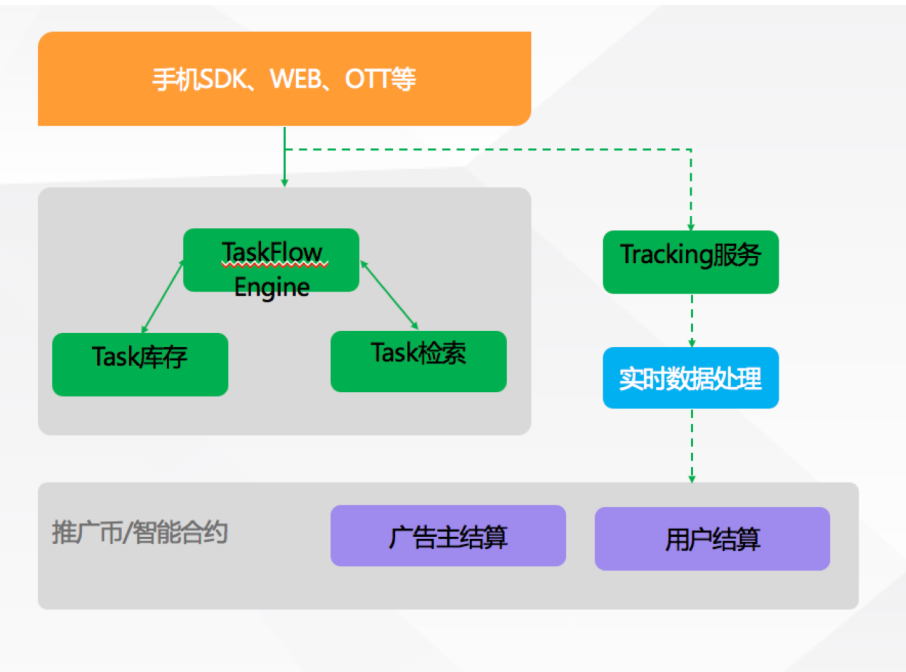 手机SDK、WEB、OTT等
TaskFlow
Engine
Tracking服务
Task库存
Task检索
实时数据处理
推广币/智能合约
广告主结算
用户结算